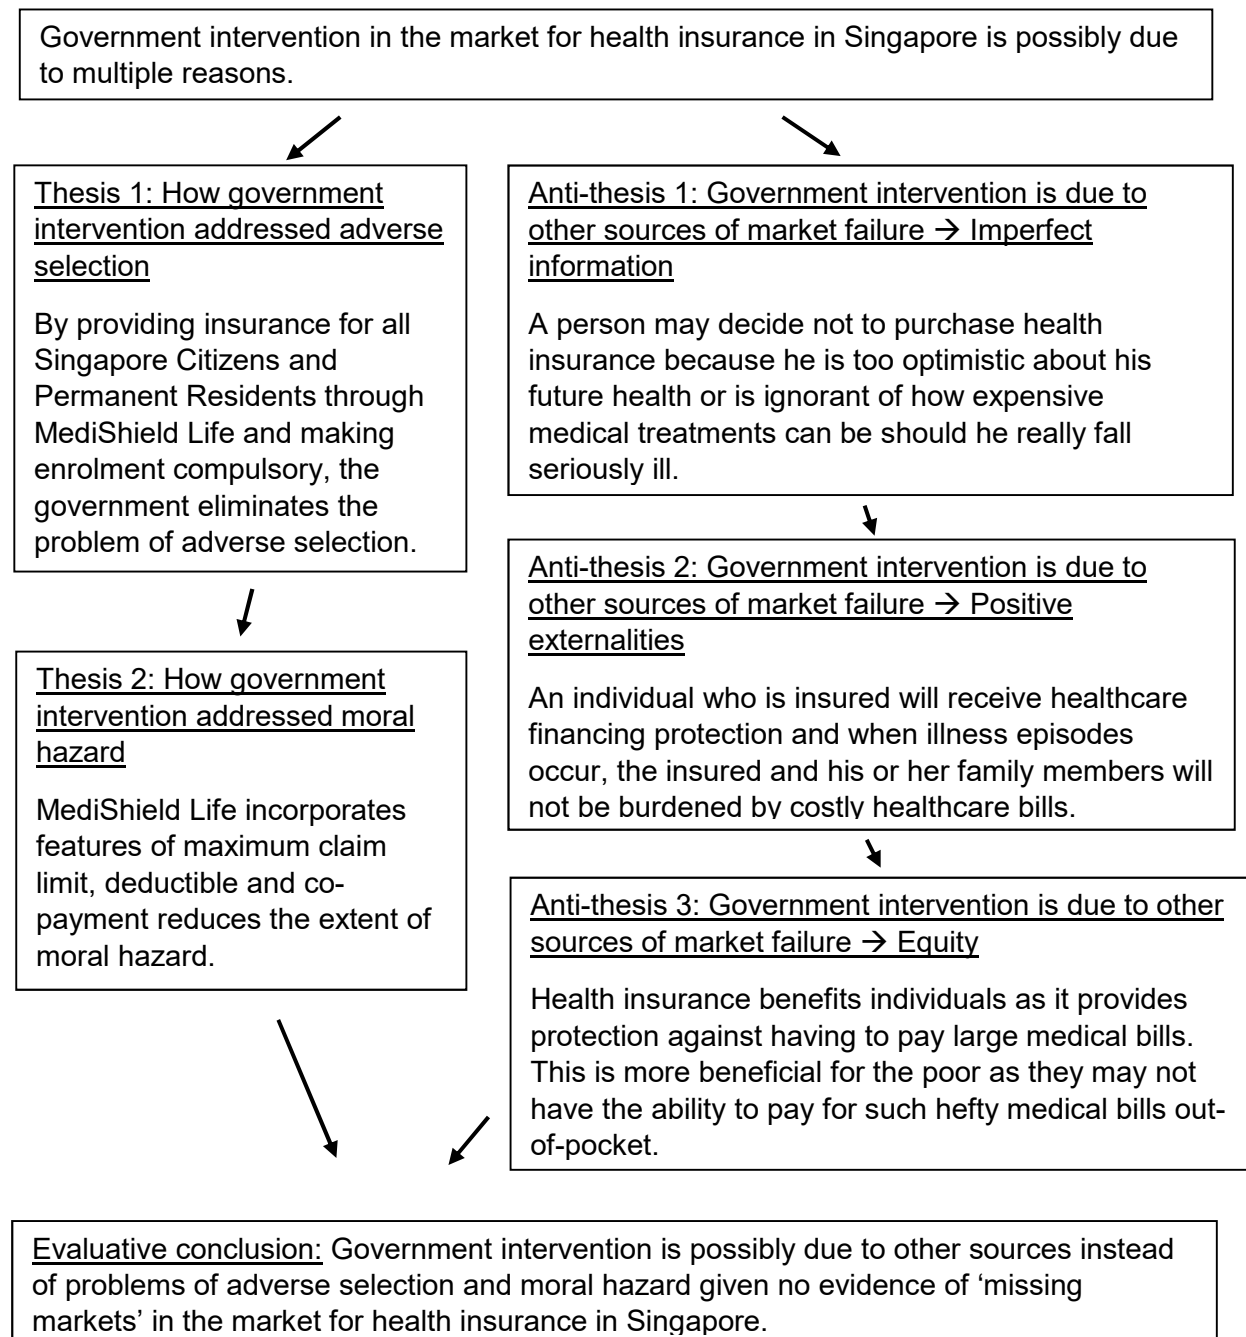 Government intervention in the market for health insurance in Singapore is possibly due
to multiple reasons.
Thesis 1: How government
intervention addressed adverse
selection
By providing insurance for all
Singapore Citizens and
Permanent Residents through
MediShield Life and making
enrolment compulsory, the
government eliminates the
problem of adverse selection.
Thesis 2: How government
intervention addressed moral
hazard
MediShield Life incorporates
features of maximum claim
limit, deductible and co-
payment reduces the extent of
moral hazard.
Anti-thesis 1: Government intervention is due to
other sources of market failure → Imperfect
information
A person may decide not to purchase health
insurance because he is too optimistic about his
future health or is ignorant of how expensive
medical treatments can be should he really fall
seriously ill.
Anti-thesis 2: Government intervention is due to
other sources of market failure → Positive
externalities
An individual who is insured will receive healthcare
financing protection and when illness episodes
occur, the insured and his or her family members will
not be burdened by costly healthcare bills.
Anti-thesis 3: Government intervention is due to other
sources of market failure → Equity
Health insurance benefits individuals as it provides
protection against having to pay large medical bills.
This is more beneficial for the poor as they may not
have the ability to pay for such hefty medical bills out-
of-pocket.
Evaluative conclusion: Government intervention is possibly due to other sources instead
of problems of adverse selection and moral hazard given no evidence of ‘missing
markets’ in the market for health insurance in Singapore.